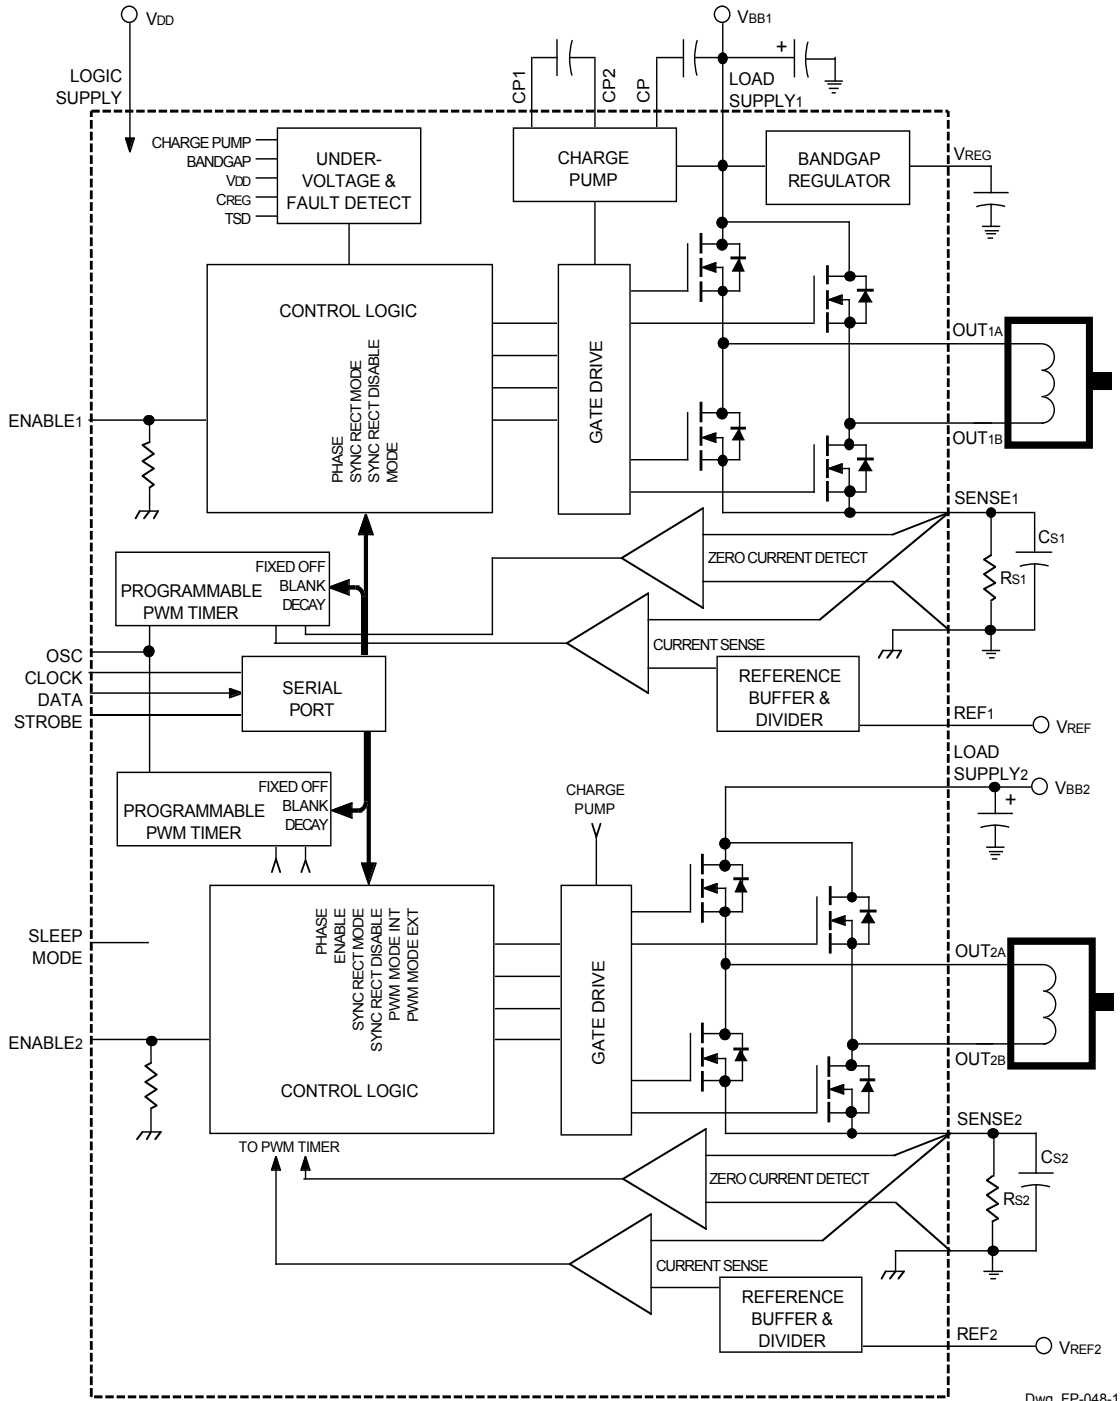 VDD
VBB1
LOGIC
SUPPLY
CP1
CP2
CP
LOAD
SUPPLY1
CHARGE PUMP
BANDGAP
VDD
CREG
TSD
UNDER-
VOLTAGE &
FAULT DETECT
CHARGE
PUMP
BANDGAP
REGULATOR
VREG
CONTROL LOGIC
PHASE
SYNC RECT MODE
SYNC RECT DISABLE
MODE
GATE DRIVE
OUT1A
OUT1B
ENABLE1
SENSE1
CS1
RS1
ZERO CURRENT DETECT
FIXED OFF
BLANK
DECAY
PROGRAMMABLE
PWM TIMER
CURRENT SENSE
OSC
CLOCK
DATA
STROBE
SERIAL
PORT
REFERENCE
BUFFER &
DIVIDER
REF1
VREF
LOAD
SUPPLY2
VBB2
FIXED OFF
BLANK
DECAY
PROGRAMMABLE
PWM TIMER
CHARGE
PUMP
SLEEP
MODE
PHASE
ENABLE
SYNC RECT MODE
SYNC RECT DISABLE
PWM MODE INT
PWM MODE EXT
GATE DRIVE
OUT2A
OUT2B
ENABLE2
CONTROL LOGIC
SENSE2
CS2
RS2
TO PWM TIMER
ZERO CURRENT DETECT
CURRENT SENSE
REFERENCE
BUFFER &
DIVIDER
REF2
VREF2
Dwg. FP-048-1